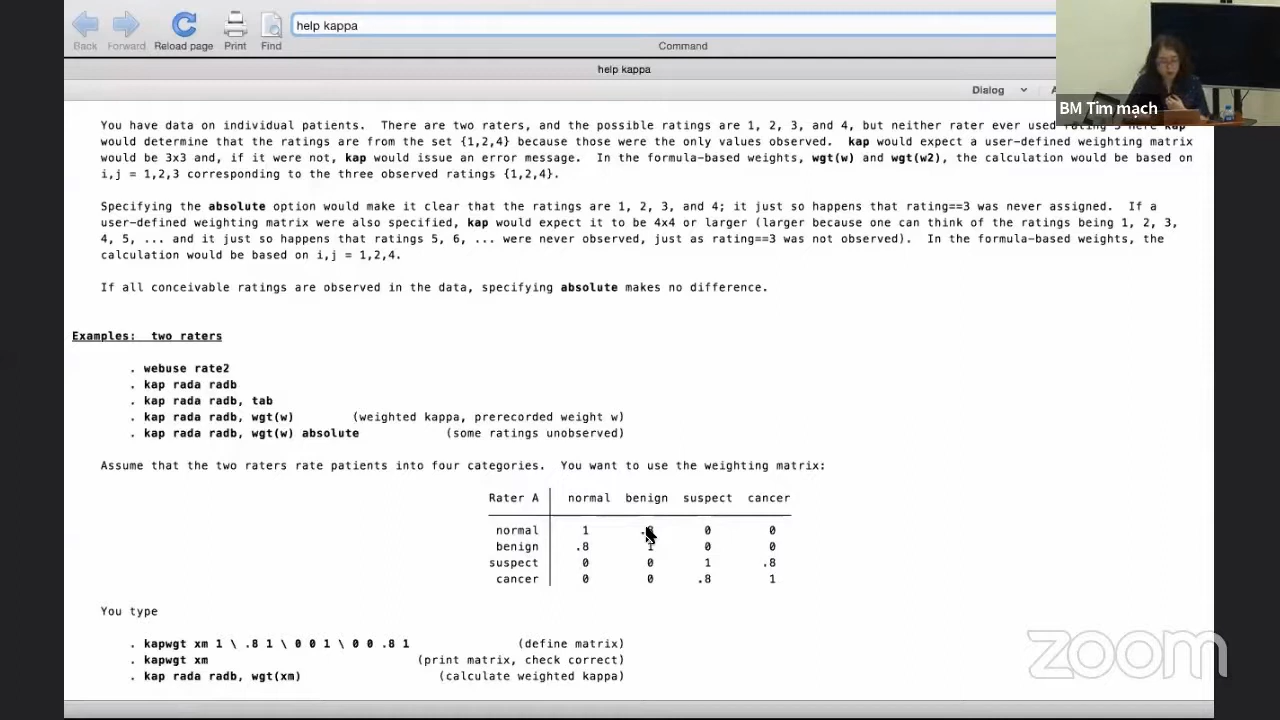 help kappa
Back Forward Reload page Print Find Command
help kappa
Dialog
BM Tim mạch
You have data on individual patients. There are two raters, and the possible ratings are 1, 2, 3, and 4, but neither rater ever used rating 3 here kap
would determine that the ratings are from the set {1,2,4} because those were the only values observed. kap would expect a user-defined weighting matrix
would be 3x3 and, if it were not, kap would issue an error message. In the formula-based weights, wgt(w) and wgt(w2), the calculation would be based on
i,j = 1,2,3 corresponding to the three observed ratings {1,2,4}.
Specifying the absolute option would make it clear that the ratings are 1, 2, 3, and 4; it just so happens that rating==3 was never assigned. If a
user-defined weighting matrix were also specified, kap would expect it to be 4x4 or larger (larger because one can think of the ratings being 1, 2, 3,
4, 5, ... and it just so happens that ratings 5, 6, ... were never observed, just as rating==3 was not observed). In the formula-based weights, the
calculation would be based on i,j = 1,2,4.
If all conceivable ratings are observed in the data, specifying absolute makes no difference.
Examples: two raters
. webuse rate2
. kap rada radb
. kap rada radb, tab
. kap rada radb, wgt(w) (weighted kappa, prerecorded weight w)
. kap rada radb, wgt(w) absolute (some ratings unobserved)
Assume that the two raters rate patients into four categories. You want to use the weighting matrix:
Rater A normal benign suspect cancer
normal 1 .8 0 0
benign .8 1 0 0
suspect 0 0 1 .8
cancer 0 0 .8 1
You type
. kapwgt xm 1 \ .8 1 \ 0 0 1 \ 0 0 .8 1 (define matrix)
. kapwgt xm (print matrix, check correct)
. kap rada radb, wgt(xm) (calculate weighted kappa)
zoom